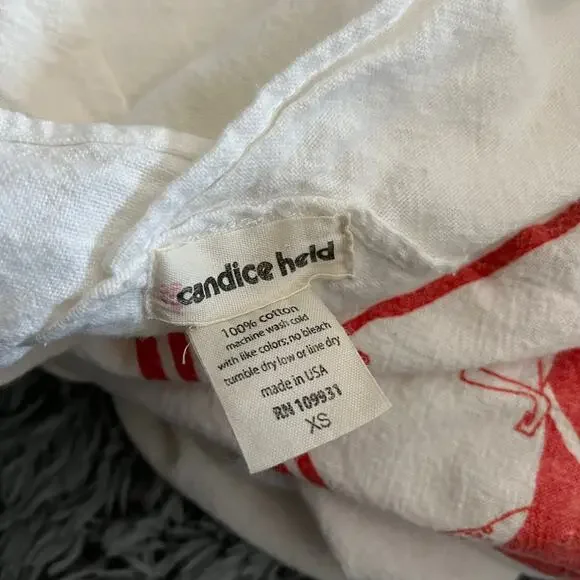 candice held
100% cotton
machine wash cold
with like colors; no bleach
tumble dry low or line dry
made in USA
RN 109931
XS